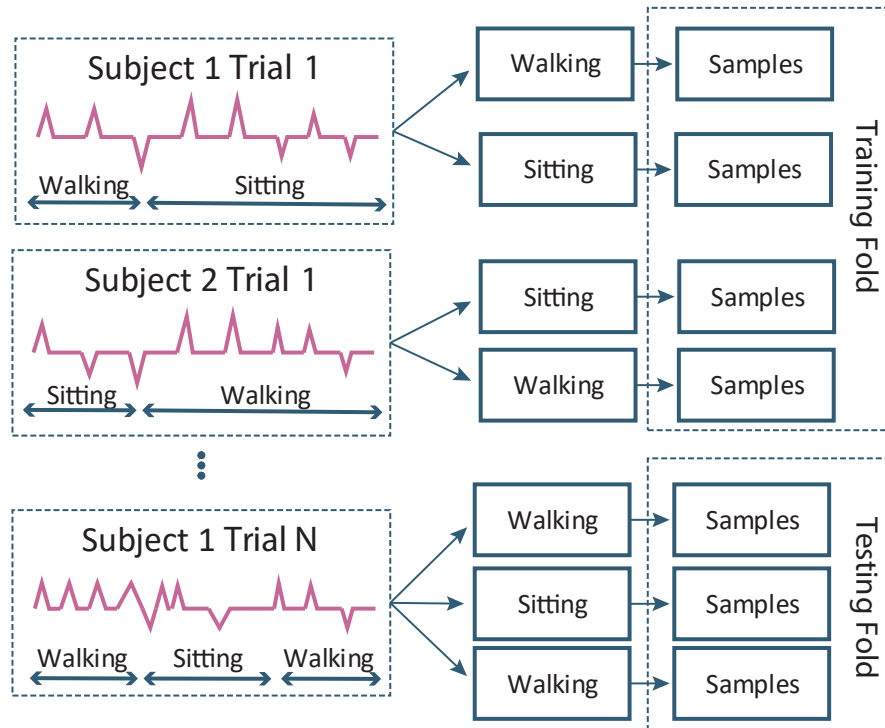 Subject 1 Trial 1
Walking
Sitting
Walking
Samples
Sitting
Samples
Training Fold
Subject 2 Trial 1
Sitting
Walking
Sitting
Samples
Walking
Samples
Subject 1 Trial N
Walking
Sitting
Walking
Walking
Samples
Sitting
Samples
Walking
Samples
Testing Fold